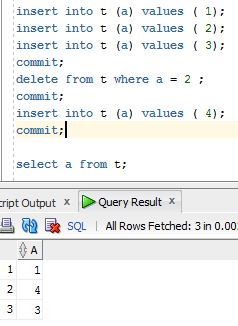 insert into t (a) values ( 1);
insert into t (a) values ( 2);
insert into t (a) values ( 3);
commit;
delete from t where a = 2 ;
commit;
insert into t (a) values ( 4);
commit;
select a from t;
cript Output × Query Result ×
SQL | All Rows Fetched: 3 in 0.00
A
1 1
2 4
3 3